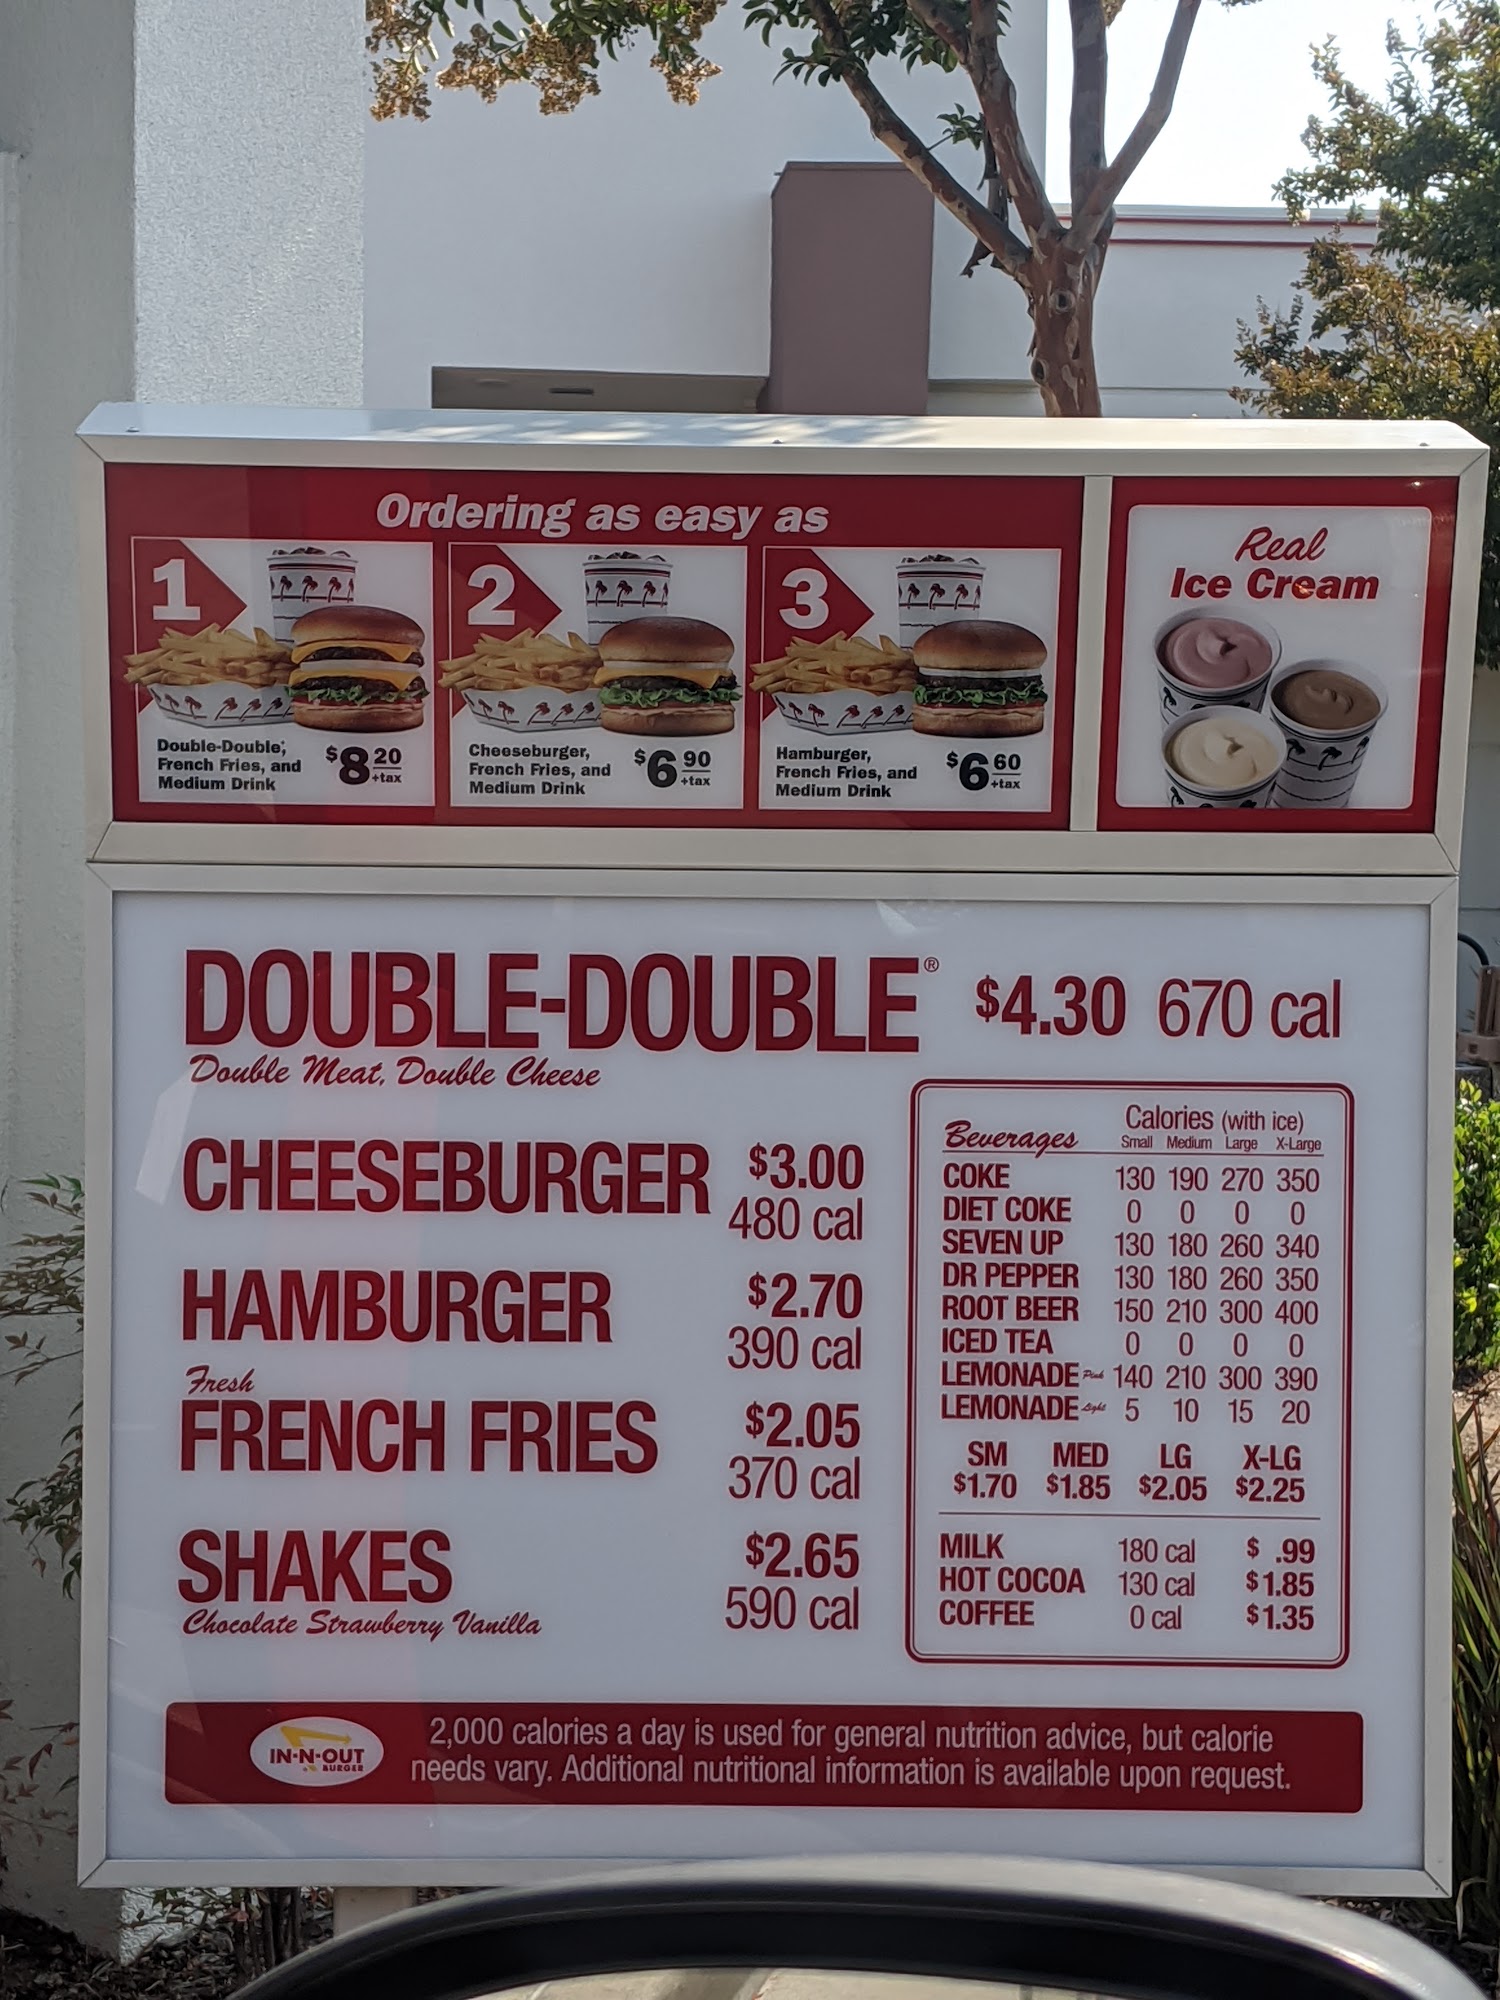 Ordering as easy as
1
Double-Double®,
French Fries, and
Medium Drink
$8 20
+tax
2
Cheeseburger,
French Fries, and
Medium Drink
$6 90
+tax
3
Hamburger,
French Fries, and
Medium Drink
$6 60
+tax
Real
Ice Cream
DOUBLE-DOUBLE® $4.30 670 cal
Double Meat, Double Cheese
CHEESEBURGER $3.00
480 cal
HAMBURGER $2.70
390 cal
Fresh
FRENCH FRIES $2.05
370 cal
SHAKES $2.65
590 cal
Chocolate Strawberry Vanilla
Calories (with ice)
Beverages Small Medium Large X-Large
COKE 130 190 270 350
DIET COKE 0 0 0 0
SEVEN UP 130 180 260 340
DR PEPPER 130 180 260 350
ROOT BEER 150 210 300 400
ICED TEA 0 0 0 0
LEMONADE Pink 140 210 300 390
LEMONADE Light 5 10 15 20
SM MED LG X-LG
$1.70 $1.85 $2.05 $2.25
MILK 180 cal $ .99
HOT COCOA 130 cal $1.85
COFFEE 0 cal $1.35
IN-N-OUT
BURGER
2,000 calories a day is used for general nutrition advice, but calorie
needs vary. Additional nutritional information is available upon request.